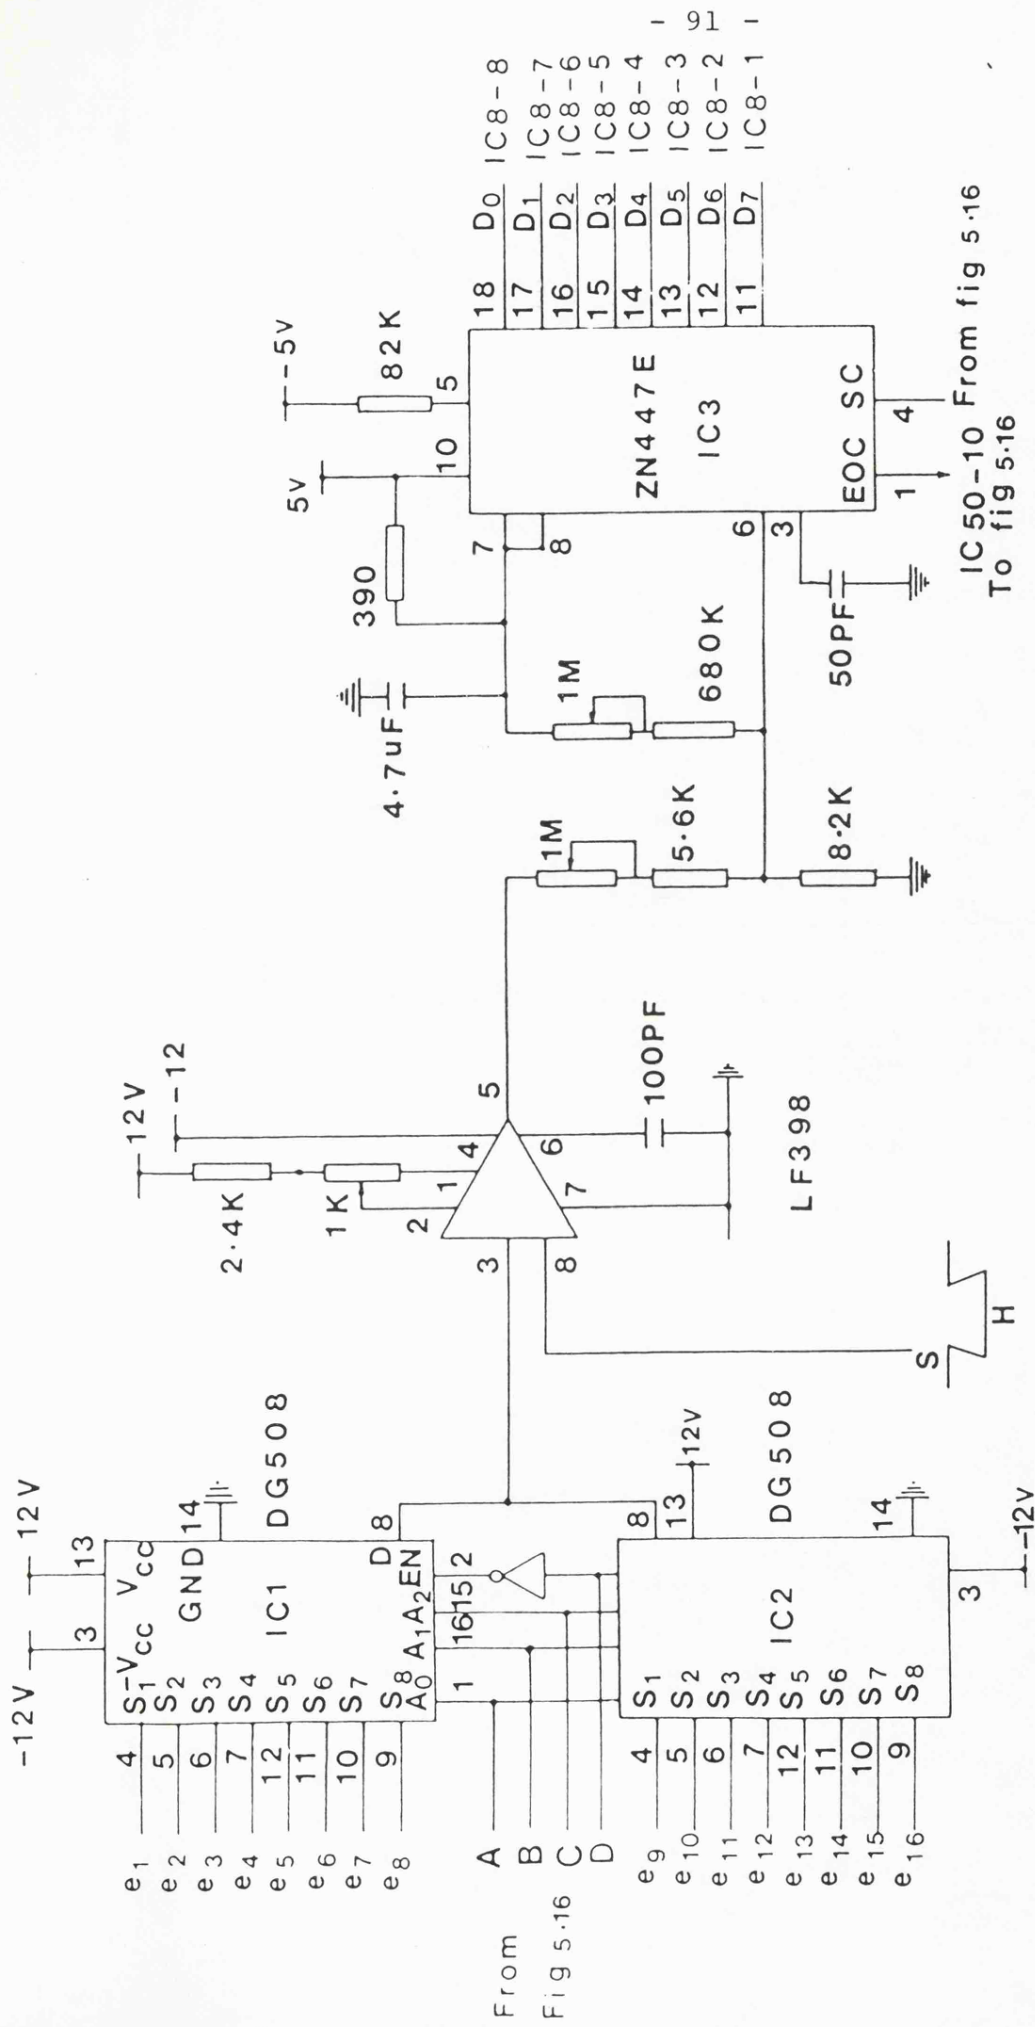 - 91 -
-12V
12V
3
13
-Vcc
Vcc
GND
14
DG508
IC1
e1 4 S1
e2 5 S2
e3 6 S3
e4 7 S4
e5 12 S5
e6 11 S6
e7 10 S7
e8 9 S8
D 8
A0 A1 A2 EN
1 16 15 2
From
Fig 5·16
A
B
C
D
e9 4 S1
e10 5 S2
e11 6 S3
e12 7 S4
e13 12 S5
e14 11 S6
e15 10 S7
e16 9 S8
IC2
8
13
12V
DG508
14
3
-12V
S
H
12V
-12
2·4K
1K
2
1
4
3
8
7
6
5
100PF
LF398
1M
5·6K
8·2K
4·7uF
1M
680K
390
5V
-5V
82K
10
5
7
8
6
3
50PF
ZN447E
IC3
EOC SC
1
4
18 D0 IC8-8
17 D1 IC8-7
16 D2 IC8-6
15 D3 IC8-5
14 D4 IC8-4
13 D5 IC8-3
12 D6 IC8-2
11 D7 IC8-1
IC50-10 From fig 5·16
To fig 5·16